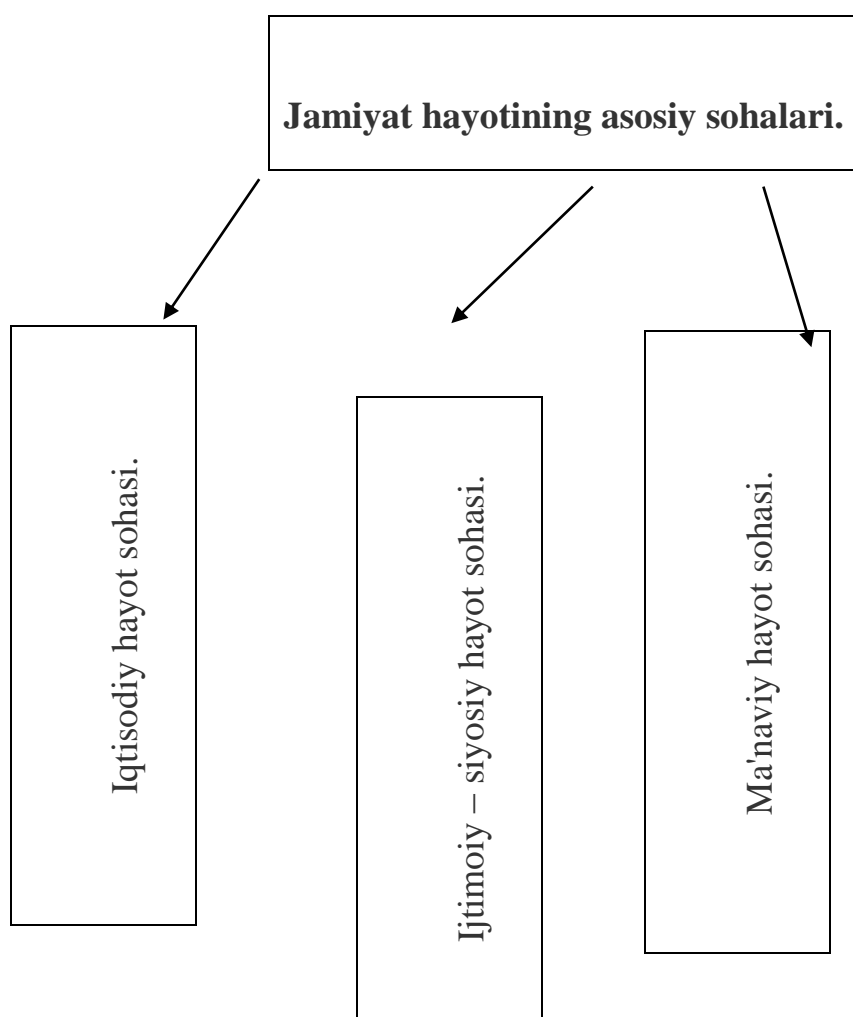 Jamiyat hayotining asosiy sohalari.
Iqtisodiy hayot sohasi.
Ijtimoiy – siyosiy hayot sohasi.
Ma'naviy hayot sohasi.